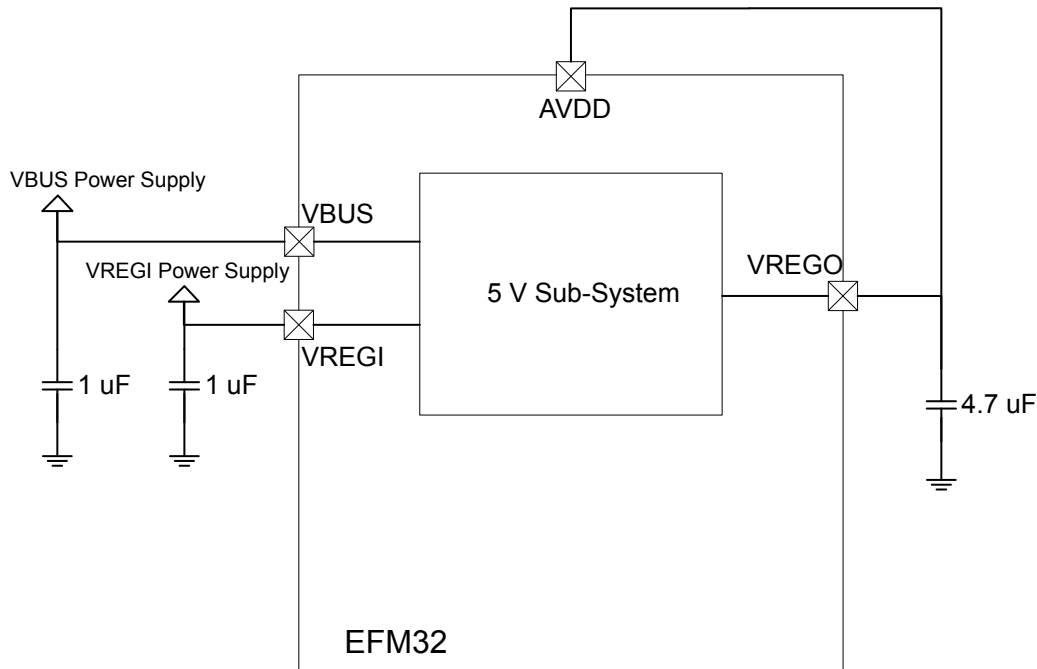 AVDD
VBUS Power Supply
VBUS
VREGI Power Supply
VREGO
5 V Sub-System
VREGI
1 uF
1 uF
4.7 uF
EFM32